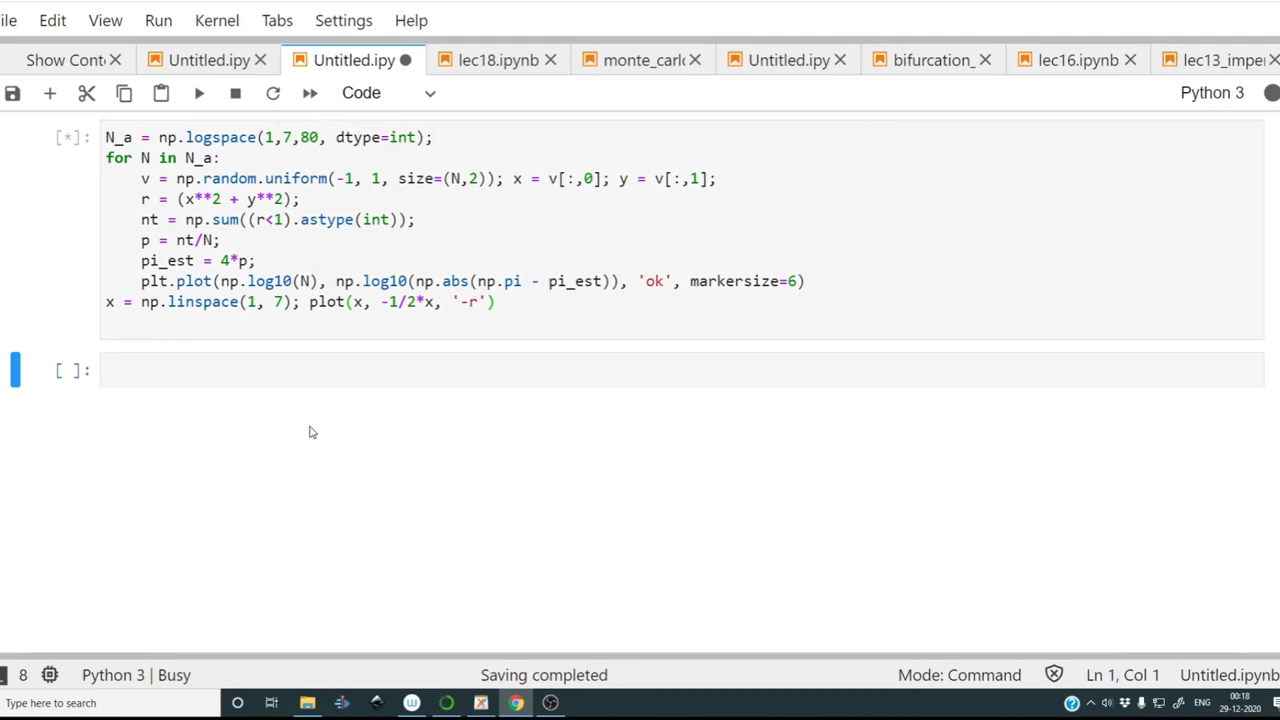 ile Edit View Run Kernel Tabs Settings Help
Show Cont Untitled.ipy Untitled.ipy lec18.ipynb monte_carlo Untitled.ipy bifurcation_ lec16.ipynb lec13_impe
Code Python 3
[*]: N_a = np.logspace(1,7,80, dtype=int);
for N in N_a:
v = np.random.uniform(-1, 1, size=(N,2)); x = v[:,0]; y = v[:,1];
r = (x**2 + y**2);
nt = np.sum((r<1).astype(int));
p = nt/N;
pi_est = 4*p;
plt.plot(np.log10(N), np.log10(np.abs(np.pi - pi_est)), 'ok', markersize=6)
x = np.linspace(1, 7); plot(x, -1/2*x, '-r')
[ ]:
8 Python 3 | Busy Saving completed Mode: Command Ln 1, Col 1 Untitled.ipynb
Type here to search ENG 00:18
29-12-2020